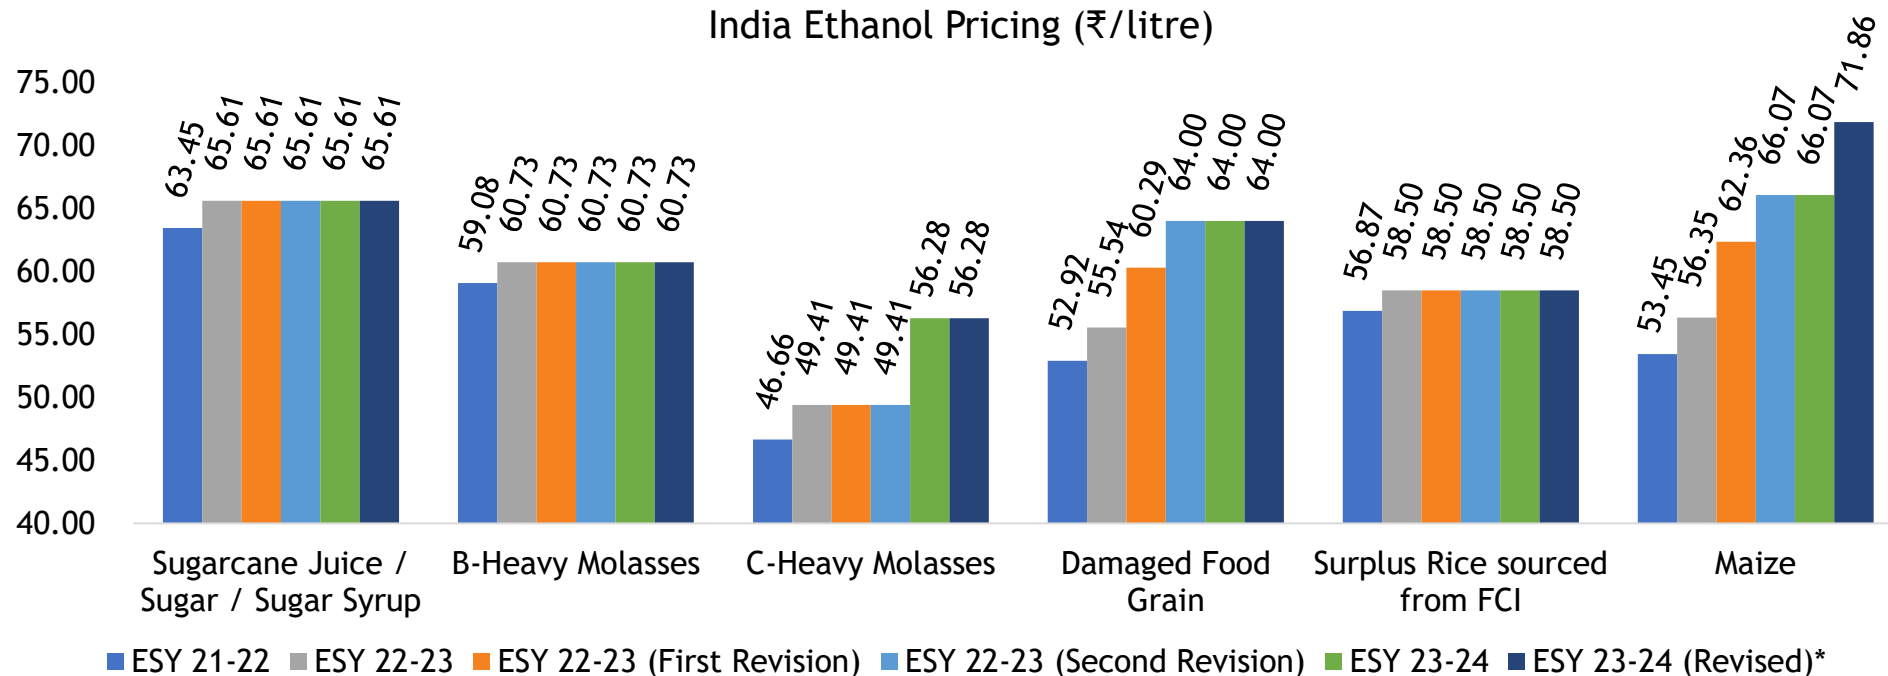 India Ethanol Pricing (₹/litre)
75.00
70.00
65.00
60.00
55.00
50.00
45.00
40.00
63.45
65.61
65.61
65.61
65.61
65.61
59.08
60.73
60.73
60.73
60.73
60.73
46.66
49.41
49.41
49.41
56.28
56.28
52.92
55.54
60.29
64.00
64.00
64.00
56.87
58.50
58.50
58.50
58.50
58.50
53.45
56.35
62.36
66.07
66.07
71.86
Sugarcane Juice /
Sugar / Sugar Syrup
B-Heavy Molasses
C-Heavy Molasses
Damaged Food
Grain
Surplus Rice sourced
from FCI
Maize
ESY 21-22
ESY 22-23
ESY 22-23 (First Revision)
ESY 22-23 (Second Revision)
ESY 23-24
ESY 23-24 (Revised)*